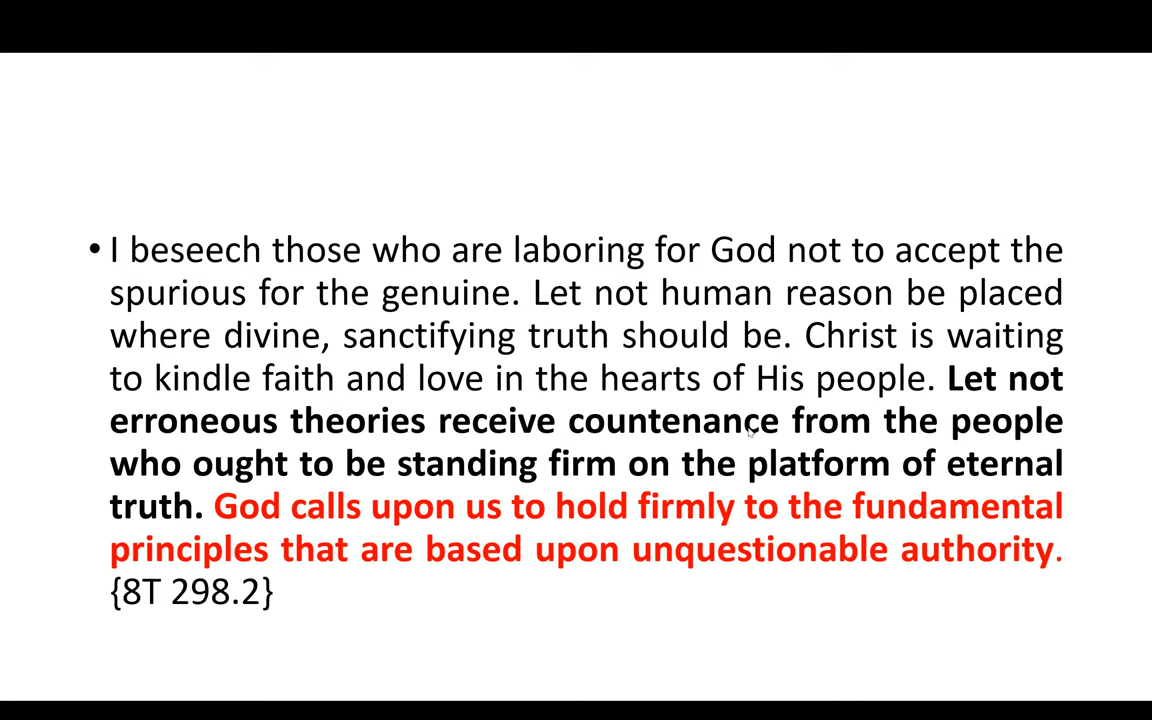 • I beseech those who are laboring for God not to accept the
spurious for the genuine. Let not human reason be placed
where divine, sanctifying truth should be. Christ is waiting
to kindle faith and love in the hearts of His people. Let not
erroneous theories receive countenance from the people
who ought to be standing firm on the platform of eternal
truth. God calls upon us to hold firmly to the fundamental
principles that are based upon unquestionable authority.
{8T 298.2}